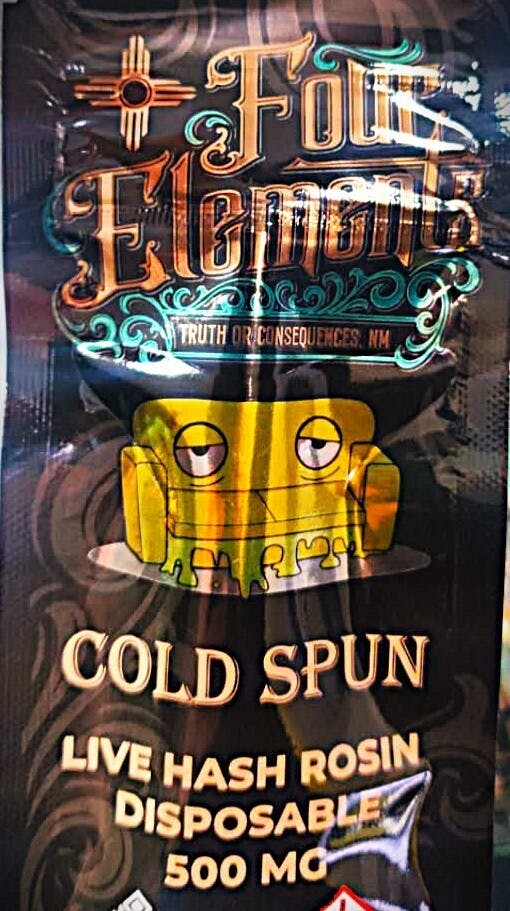 Four
Elements
TRUTH OR CONSEQUENCES, NM
COLD SPUN
LIVE HASH ROSIN
DISPOSABLE
500 MG